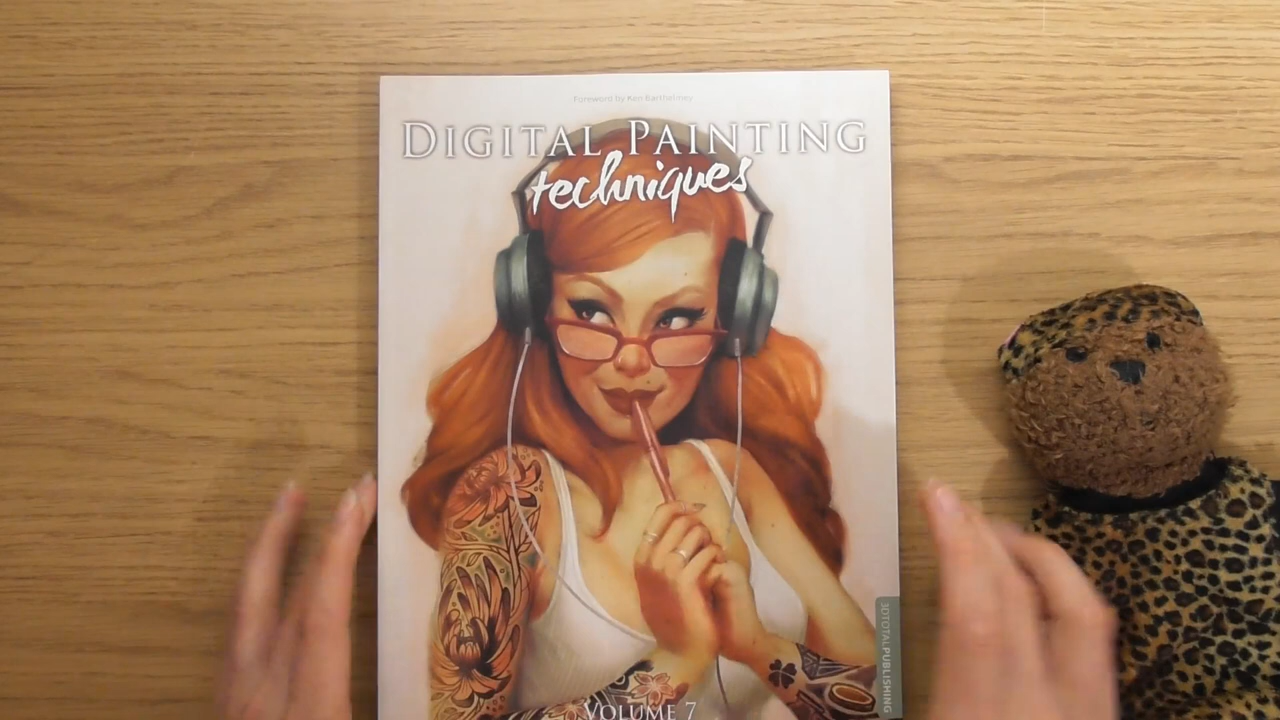 Foreword by Ken Barthelmey
DIGITAL PAINTING
techniques
3DTOTALPUBLISHING
VOLUME 7